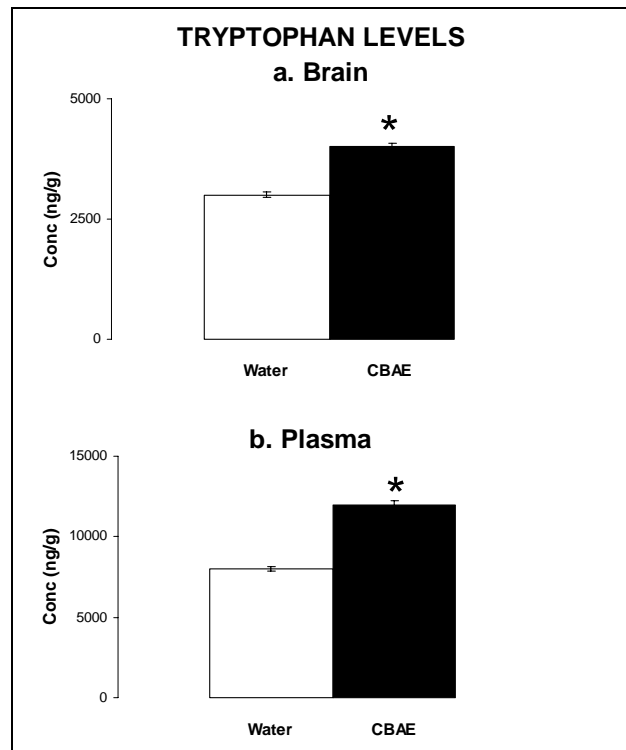 TRYPTOPHAN LEVELS
a. Brain
5000
*
2500
Conc (ng/g)
0
Water CBAE
b. Plasma
15000
*
10000
Conc (ng/g)
5000
0
Water CBAE